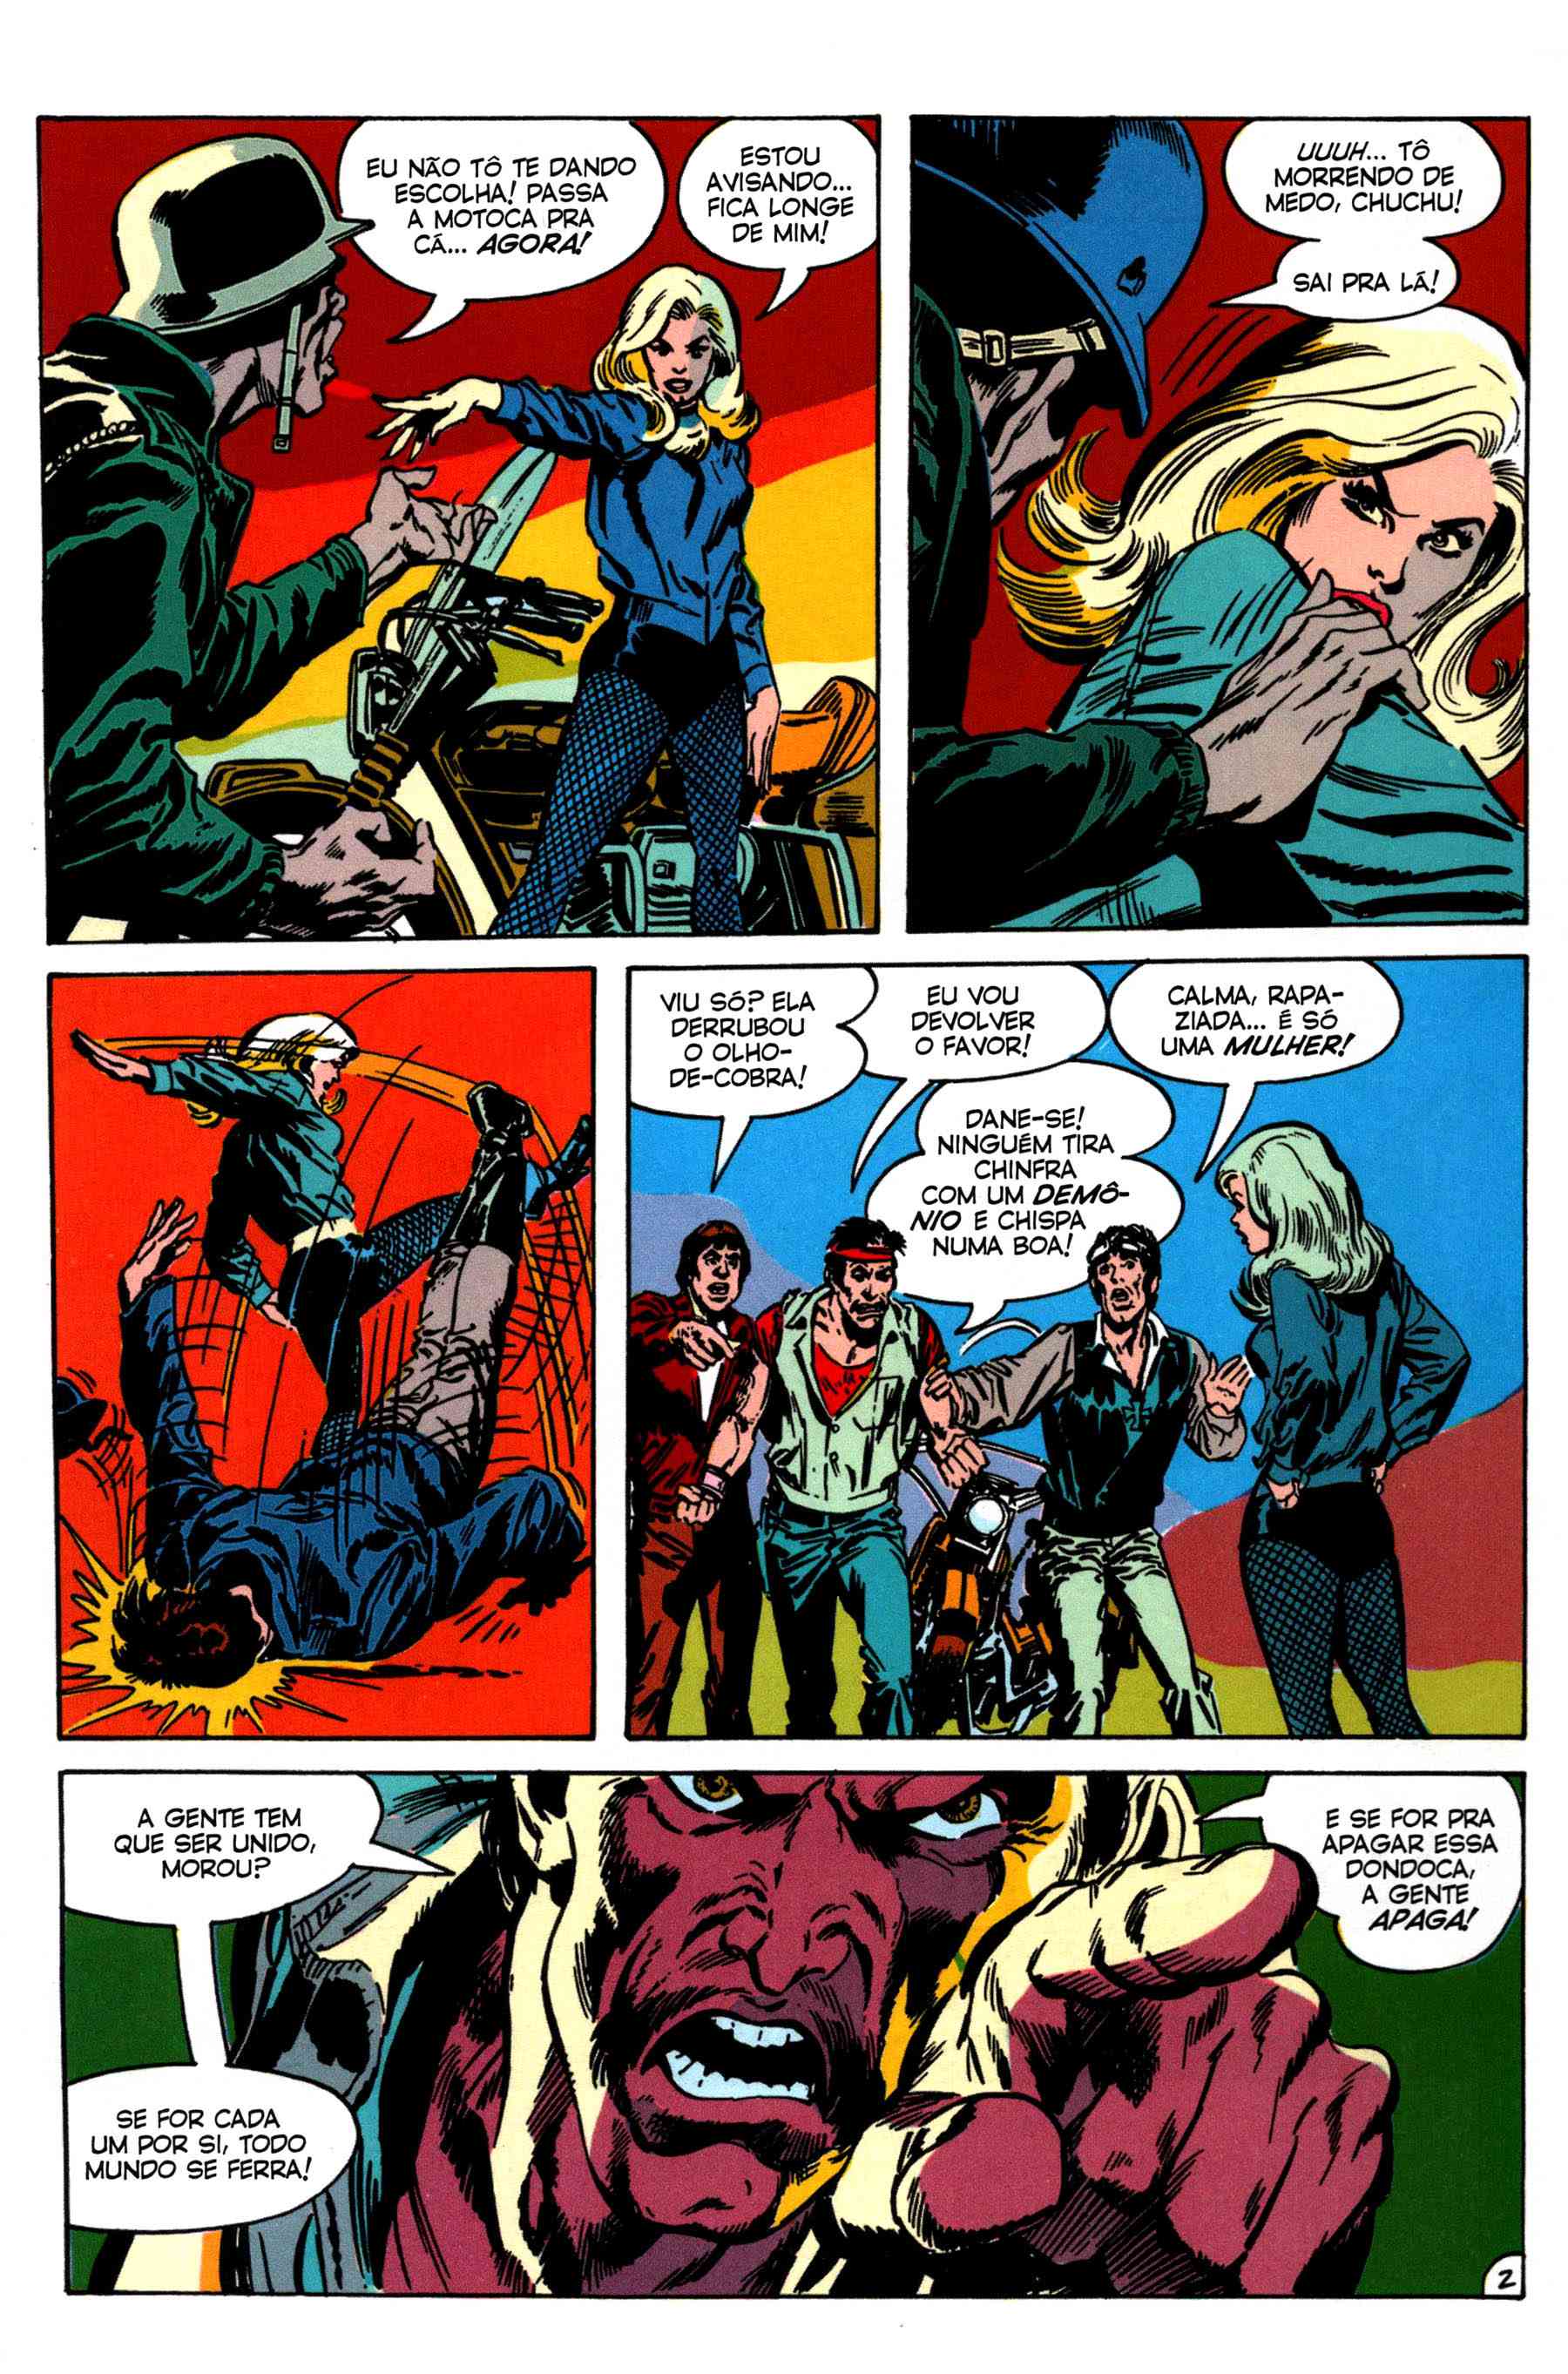 EU NÃO TÔ TE DANDO
ESCOLHA! PASSA
A MOTOCA PRA
CÁ... AGORA!
ESTOU
AVISANDO...
FICA LONGE
DE MIM!
UUUH... TÔ
MORRENDO DE
MEDO, CHUCHU!
SAI PRA LÁ!
VIU SÓ? ELA
DERRUBOU
O OLHO-
DE-COBRA!
EU VOU
DEVOLVER
O FAVOR!
DANE-SE!
NINGUÉM TIRA
CHINFRA
COM UM DEMÔ-
NIO E CHISPA
NUMA BOA!
CALMA, RAPA-
ZIADA... É SÓ
UMA MULHER!
A GENTE TEM
QUE SER UNIDO,
MOROU?
SE FOR CADA
UM POR SI, TODO
MUNDO SE FERRA!
E SE FOR PRA
APAGAR ESSA
DONDOCA,
A GENTE
APAGA!
2